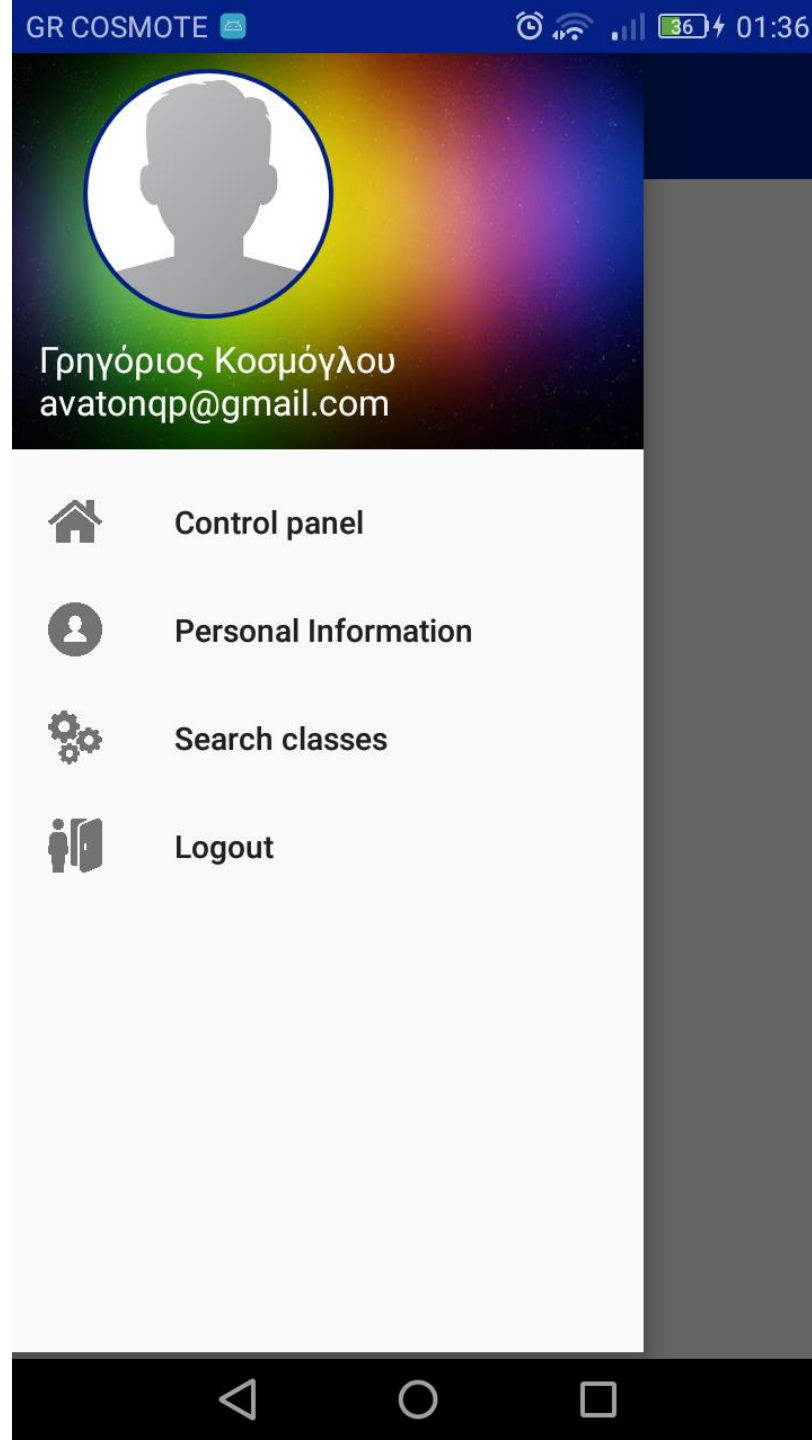 GR COSMOTE 36 01:36
Γρηγόριος Κοσμόγλου
avatonqp@gmail.com
Control panel
Personal Information
Search classes
Logout